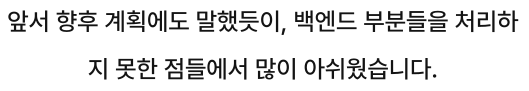 앞서 향후 계획에도 말했듯이, 백엔드 부분들을 처리하
지 못한 점들에서 많이 아쉬웠습니다.